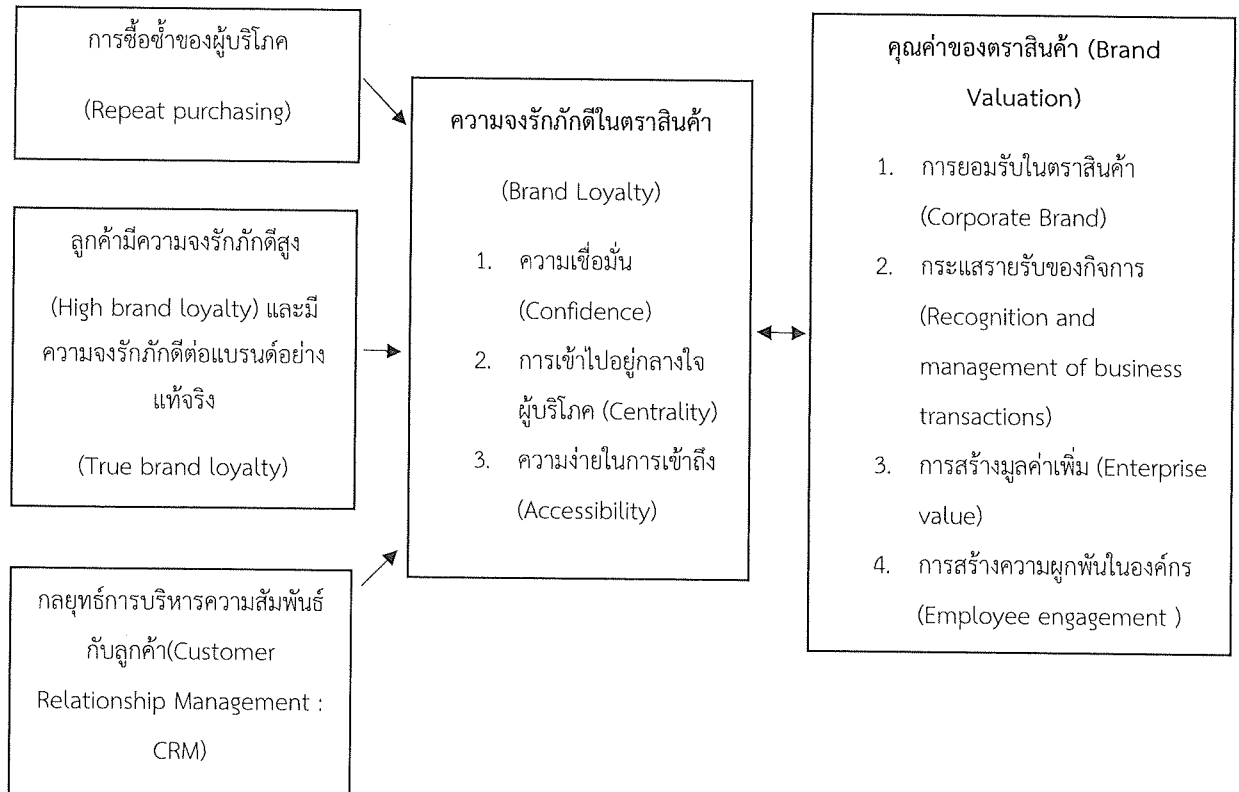 การซื้อซ้ำของผู้บริโภค
(Repeat purchasing)
ลูกค้ามีความจงรักภักดีสูง
(High brand loyalty) และมี
ความจงรักภักดีต่อแบรนด์อย่าง
แท้จริง
(True brand loyalty)
กลยุทธ์การบริหารความสัมพันธ์
กับลูกค้า(Customer
Relationship Management :
CRM)
ความจงรักภักดีในตราสินค้า
(Brand Loyalty)
1. ความเชื่อมั่น
(Confidence)
2. การเข้าไปอยู่กลางใจ
ผู้บริโภค (Centrality)
3. ความง่ายในการเข้าถึง
(Accessibility)
คุณค่าของตราสินค้า (Brand
Valuation)
1. การยอมรับในตราสินค้า
(Corporate Brand)
2. กระแสรายรับของกิจการ
(Recognition and
management of business
transactions)
3. การสร้างมูลค่าเพิ่ม (Enterprise
value)
4. การสร้างความผูกพันในองค์กร
(Employee engagement )